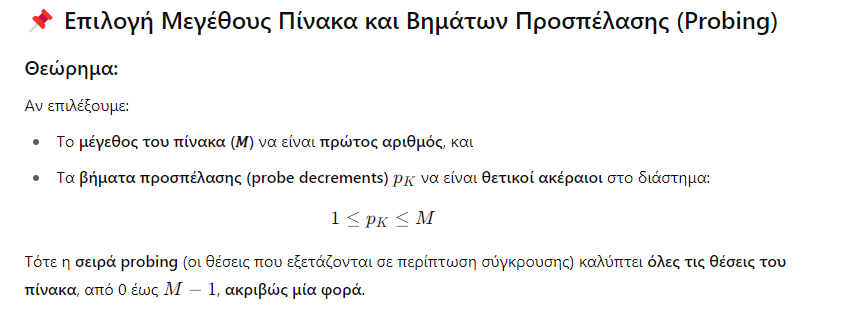 📌 Επιλογή Μεγέθους Πίνακα και Βημάτων Προσπέλασης (Probing)
Θεώρημα:
Αν επιλέξουμε:
• Το μέγεθος του πίνακα (M) να είναι πρώτος αριθμός, και
• Τα βήματα προσπέλασης (probe decrements) p_K να είναι θετικοί ακέραιοι στο διάστημα:
1 ≤ p_K ≤ M
Τότε η σειρά probing (οι θέσεις που εξετάζονται σε περίπτωση σύγκρουσης) καλύπτει όλες τις θέσεις του
πίνακα, από 0 έως M − 1, ακριβώς μία φορά.